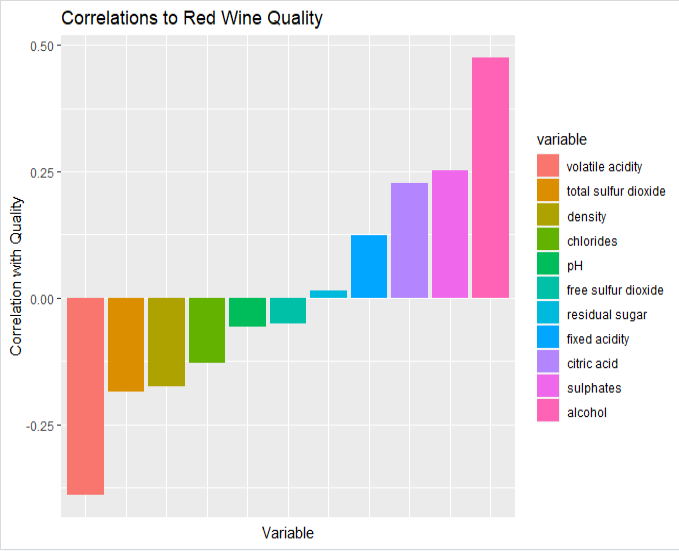 Correlations to Red Wine Quality
0.50
0.25
0.00
-0.25
Correlation with Quality
Variable
variable
volatile acidity
total sulfur dioxide
density
chlorides
pH
free sulfur dioxide
residual sugar
fixed acidity
citric acid
sulphates
alcohol